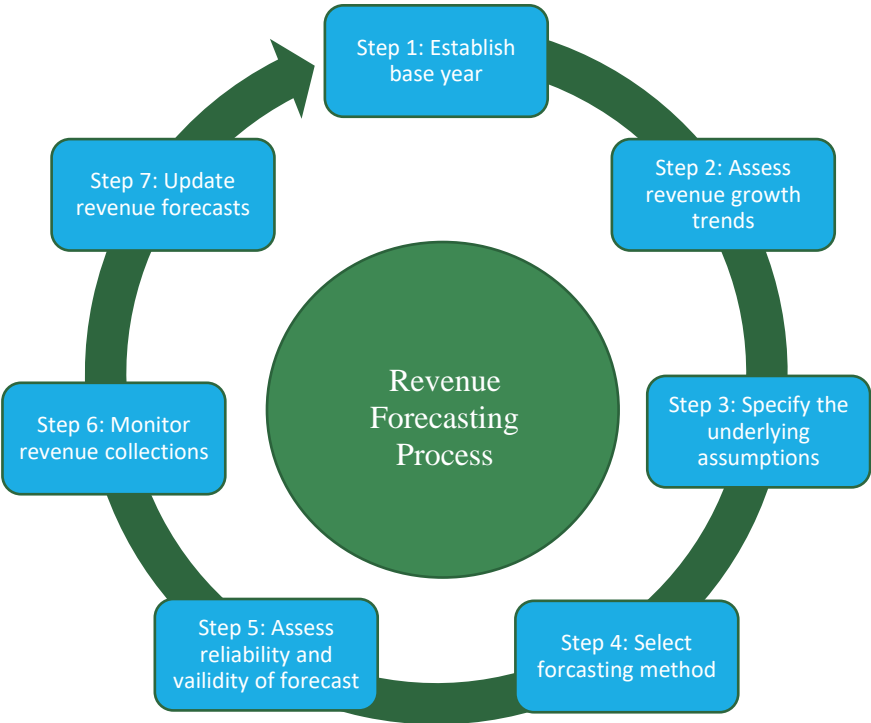 Step 1: Establish
base year
Step 2: Assess
revenue growth
trends
Step 3: Specify the
underlying
assumptions
Step 4: Select
forcasting method
Step 5: Assess
reliability and
vailidity of forecast
Step 6: Monitor
revenue collections
Step 7: Update
revenue forecasts
Revenue
Forecasting
Process